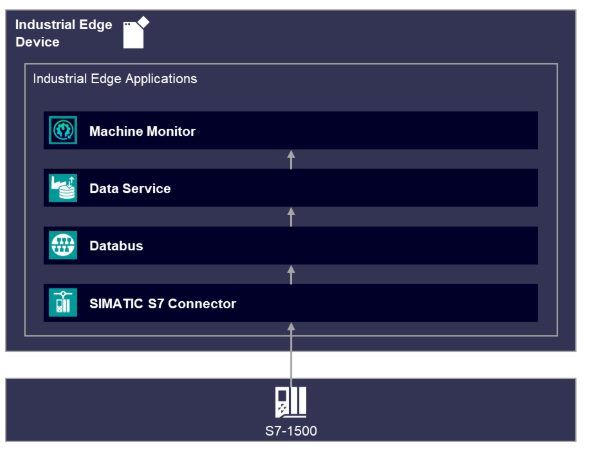 Industrial Edge
Device
Industrial Edge Applications
Machine Monitor
Data Service
Databus
SIMATIC S7 Connector
S7-1500